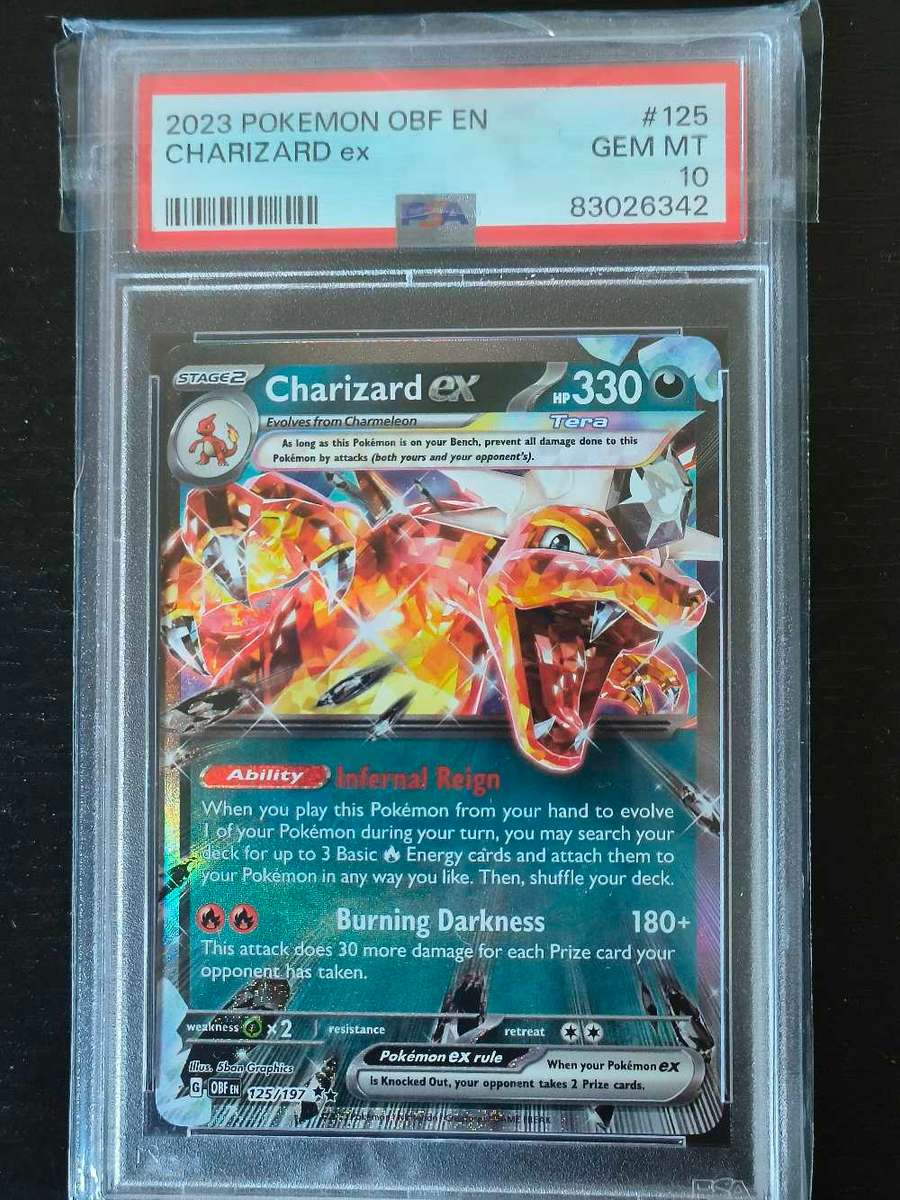 2023 POKEMON OBF EN #125
CHARIZARD ex GEM MT
10
PSA 83026342
STAGE2 Charizard ex HP 330
Evolves from Charmeleon Tera
As long as this Pokémon is on your Bench, prevent all damage done to this
Pokémon by attacks (both yours and your opponent's).
Ability Infernal Reign
When you play this Pokémon from your hand to evolve
1 of your Pokémon during your turn, you may search your
deck for up to 3 Basic Energy cards and attach them to
your Pokémon in any way you like. Then, shuffle your deck.
Burning Darkness 180+
This attack does 30 more damage for each Prize card your
opponent has taken.
weakness ×2 resistance retreat
Pokémon ex rule When your Pokémon ex
is Knocked Out, your opponent takes 2 Prize cards.
Illus. 5ban Graphics
G OBF EN 125/197
PSA